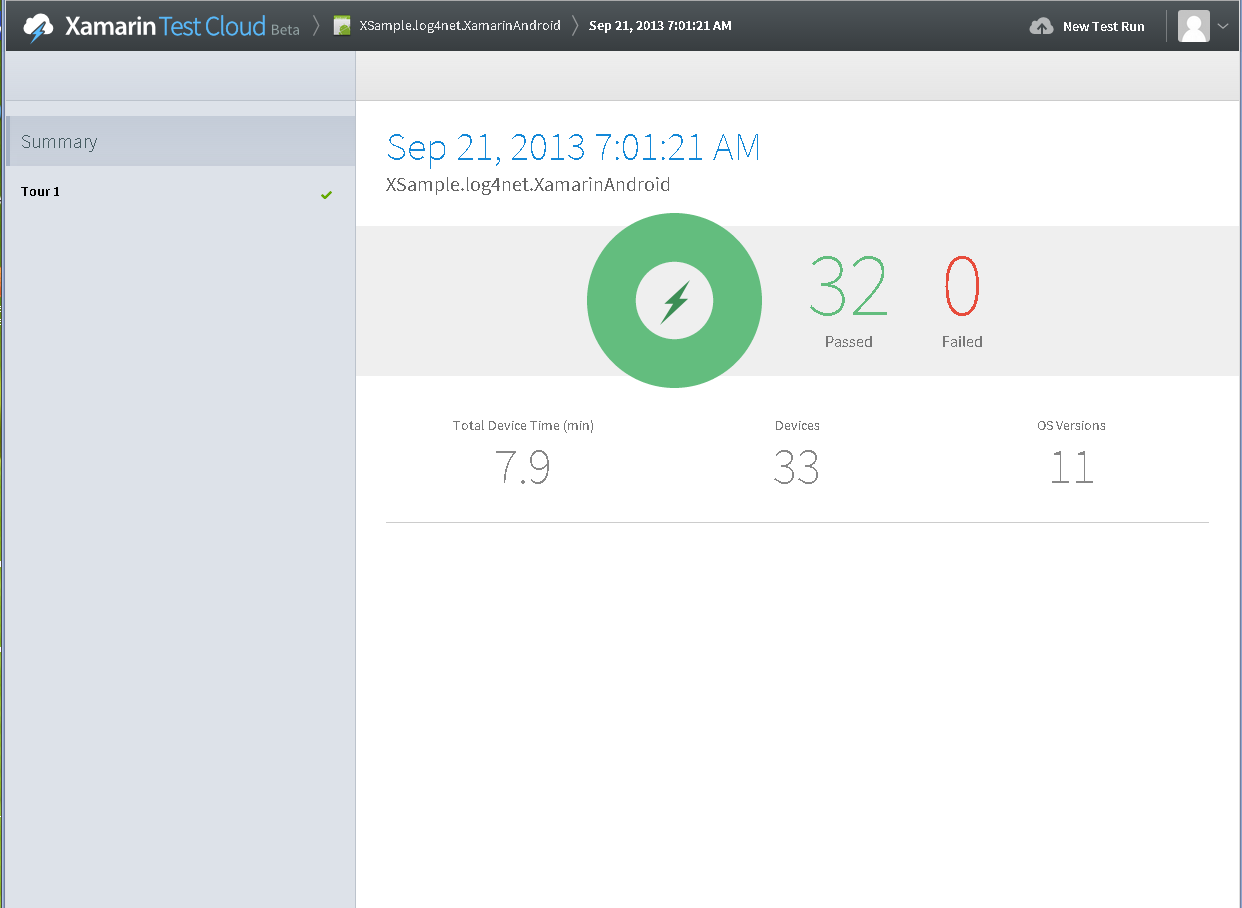 Xamarin Test Cloud Beta XSample.log4net.XamarinAndroid Sep 21, 2013 7:01:21 AM New Test Run
Summary
Tour 1
Sep 21, 2013 7:01:21 AM
XSample.log4net.XamarinAndroid
32 0
Passed Failed
Total Device Time (min) Devices OS Versions
7.9 33 11